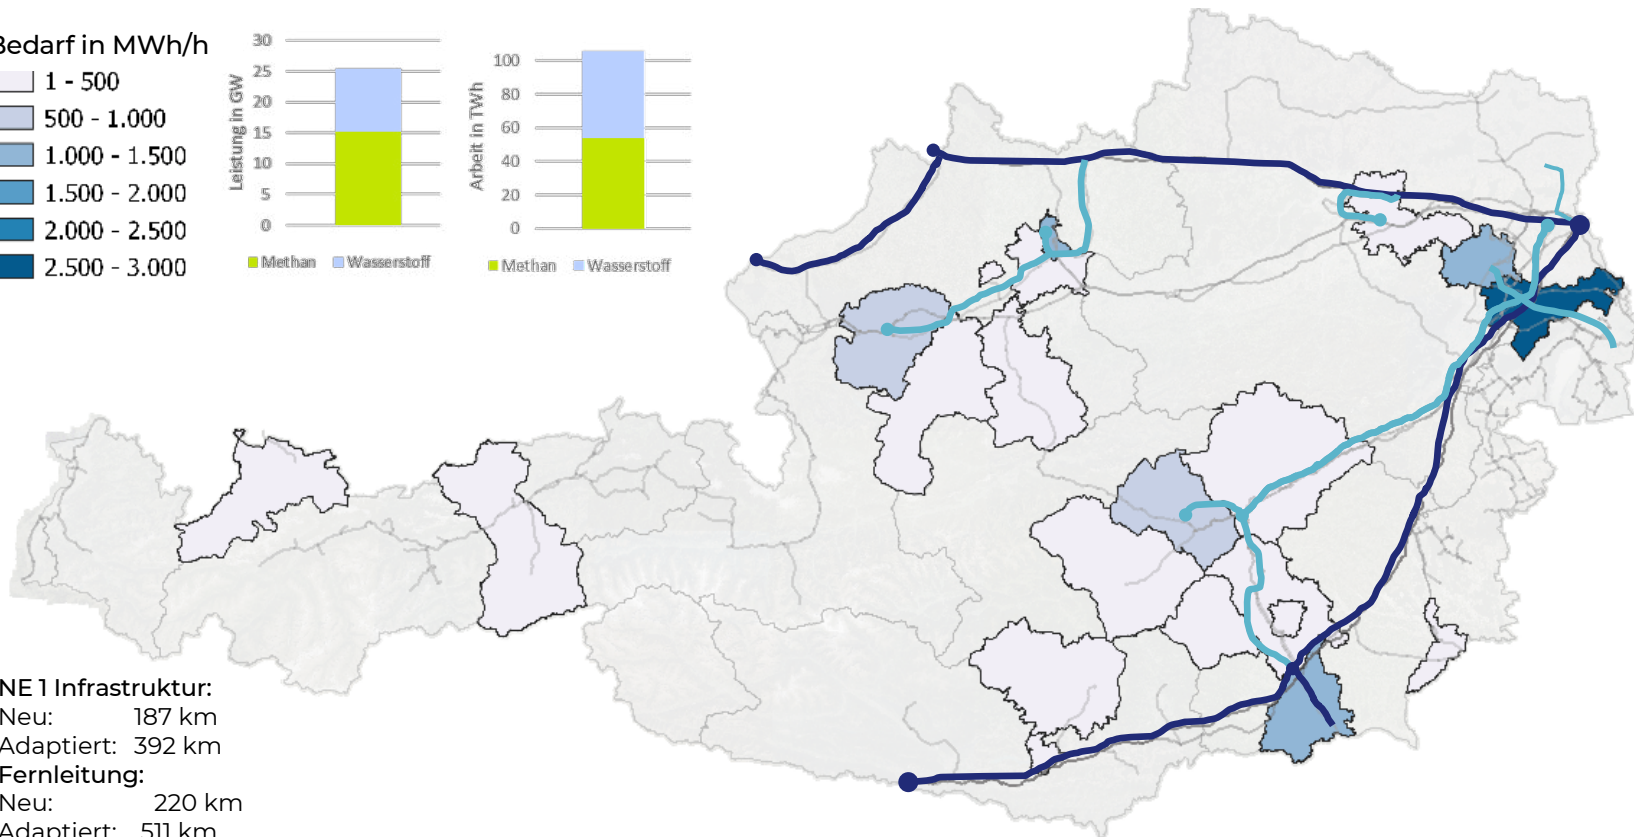 Bedarf in MWh/h
1 - 500
500 - 1.000
1.000 - 1.500
1.500 - 2.000
2.000 - 2.500
2.500 - 3.000
Leistung in GW
30
25
20
15
10
5
0
Methan
Wasserstoff
Arbeit in TWh
100
80
60
40
20
0
Methan
Wasserstoff
NE 1 Infrastruktur:
Neu: 187 km
Adaptiert: 392 km
Fernleitung:
Neu: 220 km
Adaptiert: 511 km